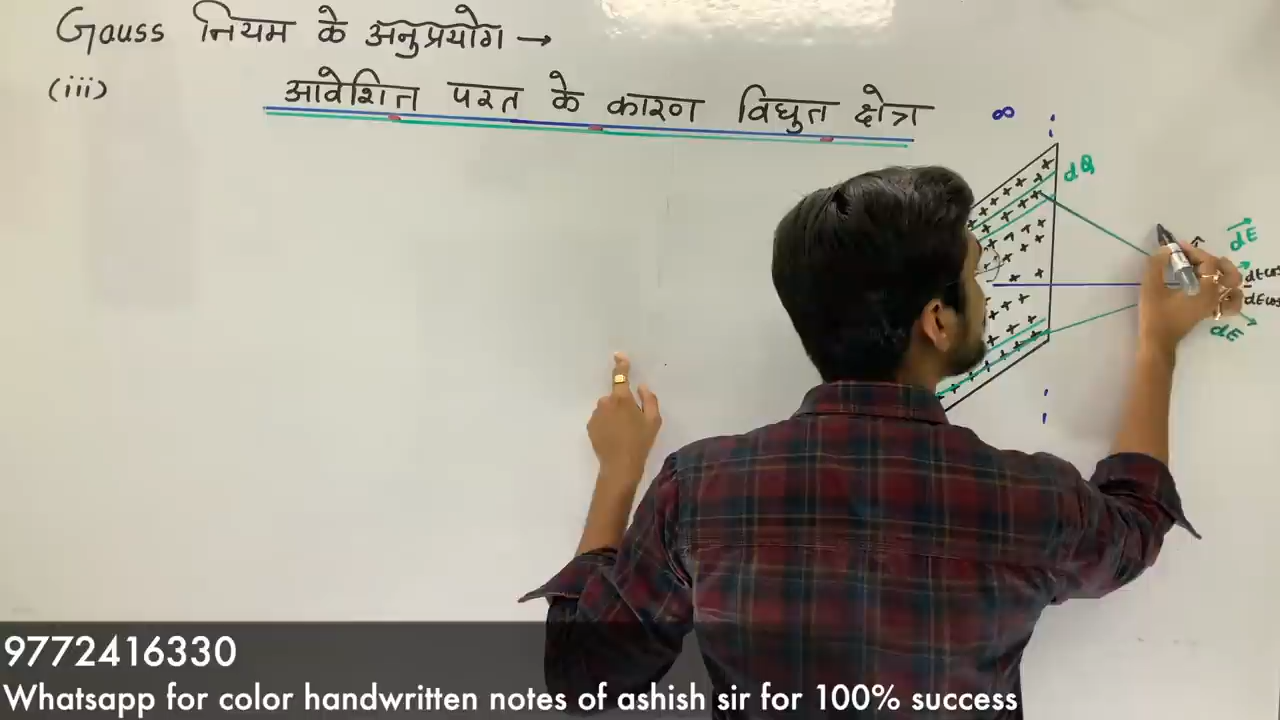 Gauss नियम के अनुप्रयोग →
(iii) आवेशित परत के कारण विद्युत क्षेत्र
∞
dQ
dE
dE
9772416330
Whatsapp for color handwritten notes of ashish sir for 100% success